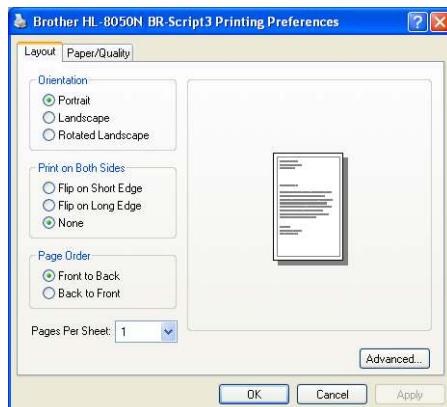 Brother HL-8050N BR-Script3 Printing Preferences
Layout
Paper/Quality
Orientation
Portrait
Landscape
Rotated Landscape
Print on Both Sides
Flip on Short Edge
Flip on Long Edge
None
Page Order
Front to Back
Back to Front
Pages Per Sheet: 1
Advanced...
OK
Cancel
Apply